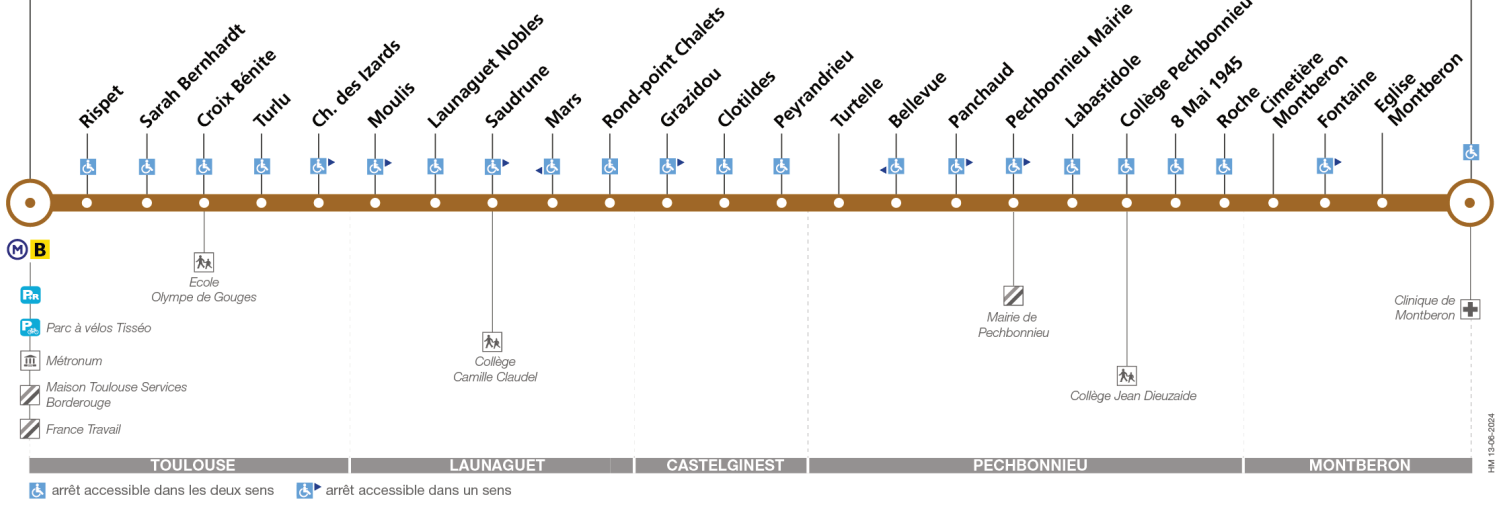 Rispet
Sarah Bernhardt
Croix Bénite
Turlu
Ch. des Izards
Moulis
Launaguet Nobles
Saudrune
Mars
Rond-point Chalets
Grazidou
Clotildes
Peyrandrieu
Turtelle
Bellevue
Panchaud
Pechbonnieu Mairie
Labastidole
Collège Pechbonnieu
8 Mai 1945
Roche
Cimetière
Montberon
Fontaine
Eglise
Montberon
M B
P+R
Parc à vélos Tisséo
Métronum
Maison Toulouse Services
Borderouge
France Travail
Ecole
Olympe de Gouges
Collège
Camille Claudel
Mairie de
Pechbonnieu
Collège Jean Dieuzaide
Clinique de
Montberon
HM 13-06-2024
TOULOUSE
LAUNAGUET
CASTELGINEST
PECHBONNIEU
MONTBERON
arrêt accessible dans les deux sens
arrêt accessible dans un sens